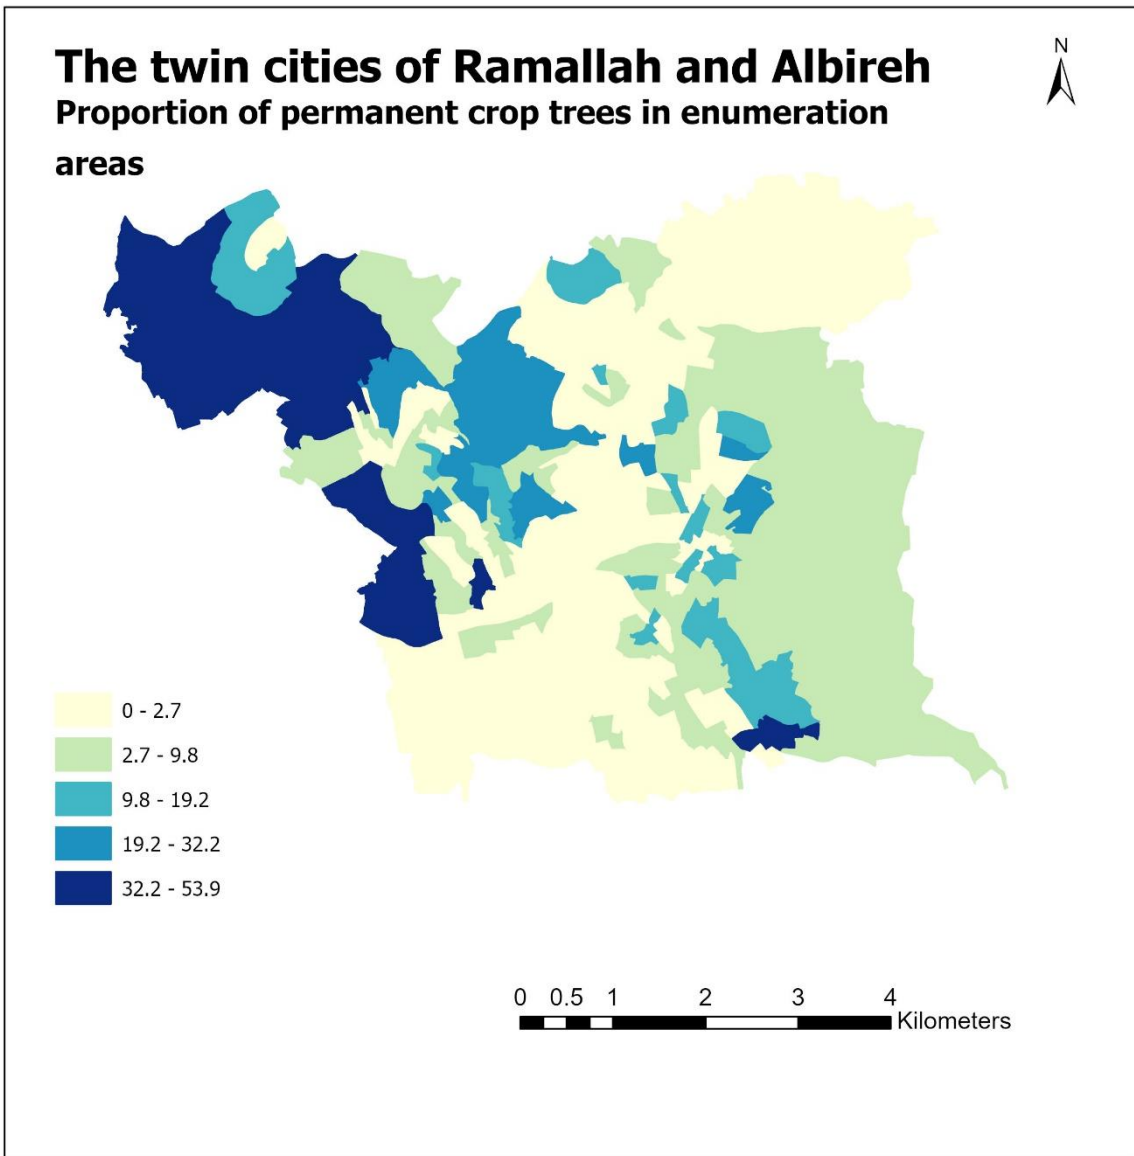 The twin cities of Ramallah and Albireh
Proportion of permanent crop trees in enumeration
areas
N
0 - 2.7
2.7 - 9.8
9.8 - 19.2
19.2 - 32.2
32.2 - 53.9
0 0.5 1 2 3 4
Kilometers